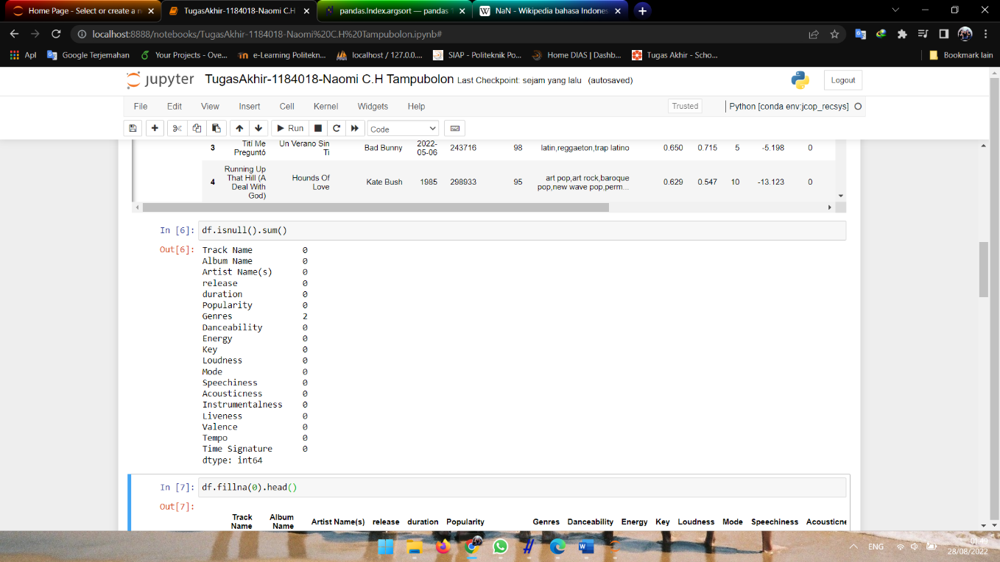 Home Page - Select or create a n
TugasAkhir-1184018-Naomi C.H
pandas.Index.argsort — pandas 1
NaN - Wikipedia bahasa Indones
localhost:8888/notebooks/TugasAkhir-1184018-Naomi%20C.H%20Tampubolon.ipynb#
Apl Google Terjemahan Your Projects - Ove... e-Learning Politekn... localhost / 127.0.0.... SIAP - Politeknik Po... Home DIAS | Dashb... Tugas Akhir - Scho... Bookmark lain
jupyter TugasAkhir-1184018-Naomi C.H Tampubolon Last Checkpoint: sejam yang lalu (autosaved) Logout
File Edit View Insert Cell Kernel Widgets Help Trusted Python [conda env:jcop_recsys]
Run Code
3 Tití Me Preguntó Un Verano Sin Ti Bad Bunny 2022-05-06 243716 98 latin,reggaeton,trap latino 0.650 0.715 5 -5.198 0
4 Running Up That Hill (A Deal With God) Hounds Of Love Kate Bush 1985 298933 95 art pop,art rock,baroque pop,new wave pop,perm... 0.629 0.547 10 -13.123 0
In [6]: df.isnull().sum()
Out[6]: Track Name 0
Album Name 0
Artist Name(s) 0
release 0
duration 0
Popularity 0
Genres 2
Danceability 0
Energy 0
Key 0
Loudness 0
Mode 0
Speechiness 0
Acousticness 0
Instrumentalness 0
Liveness 0
Valence 0
Tempo 0
Time Signature 0
dtype: int64
In [7]: df.fillna(0).head()
Out[7]:
Track Name Album Name Artist Name(s) release duration Popularity Genres Danceability Energy Key Loudness Mode Speechiness Acousticne
ENG
01:49
28/08/2022